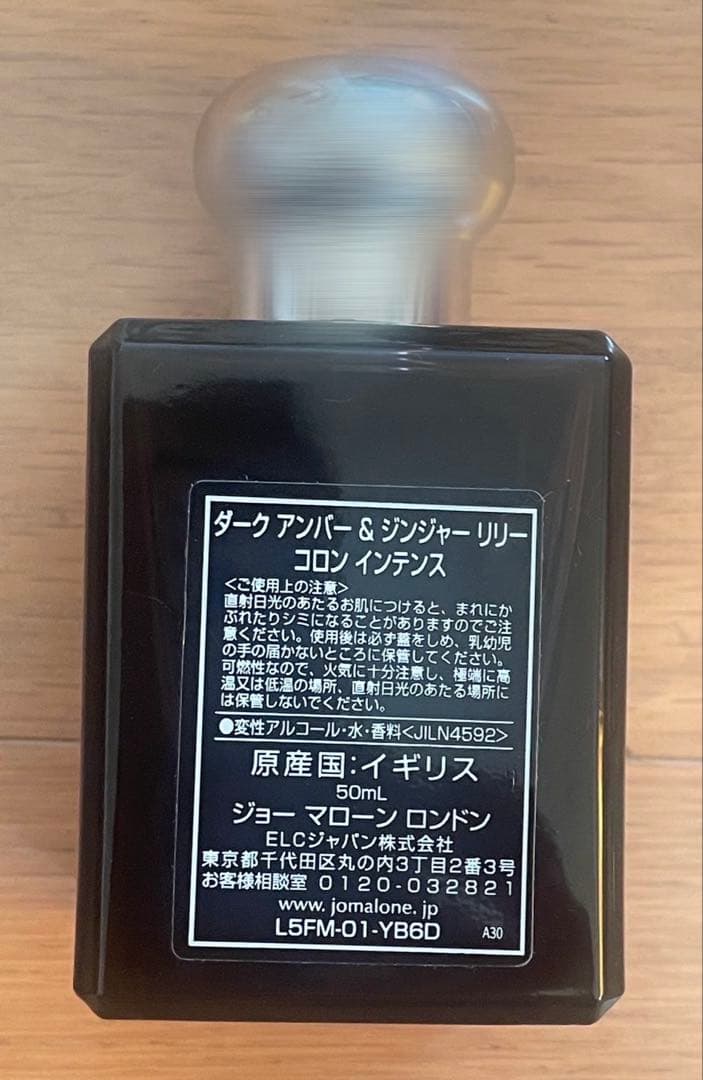 ダーク アンバー & ジンジャー リリー
コロン インテンス
<ご使用上の注意>
直射日光のあたるお肌につけると、まれにか
ぶれたりシミになることがありますのでご注
意ください。使用後は必ず蓋をしめ、乳幼児
の手の届かないところに保管してください。
可燃性なので、火気に十分注意し、極端に高
温又は低温の場所、直射日光のあたる場所に
は保管しないでください。
●変性アルコール・水・香料<JILN4592>
原産国:イギリス
50mL
ジョー マローン ロンドン
ELCジャパン株式会社
東京都千代田区丸の内3丁目2番3号
お客様相談室 0120-032821
www.jomalone.jp
L5FM-01-YB6D A30